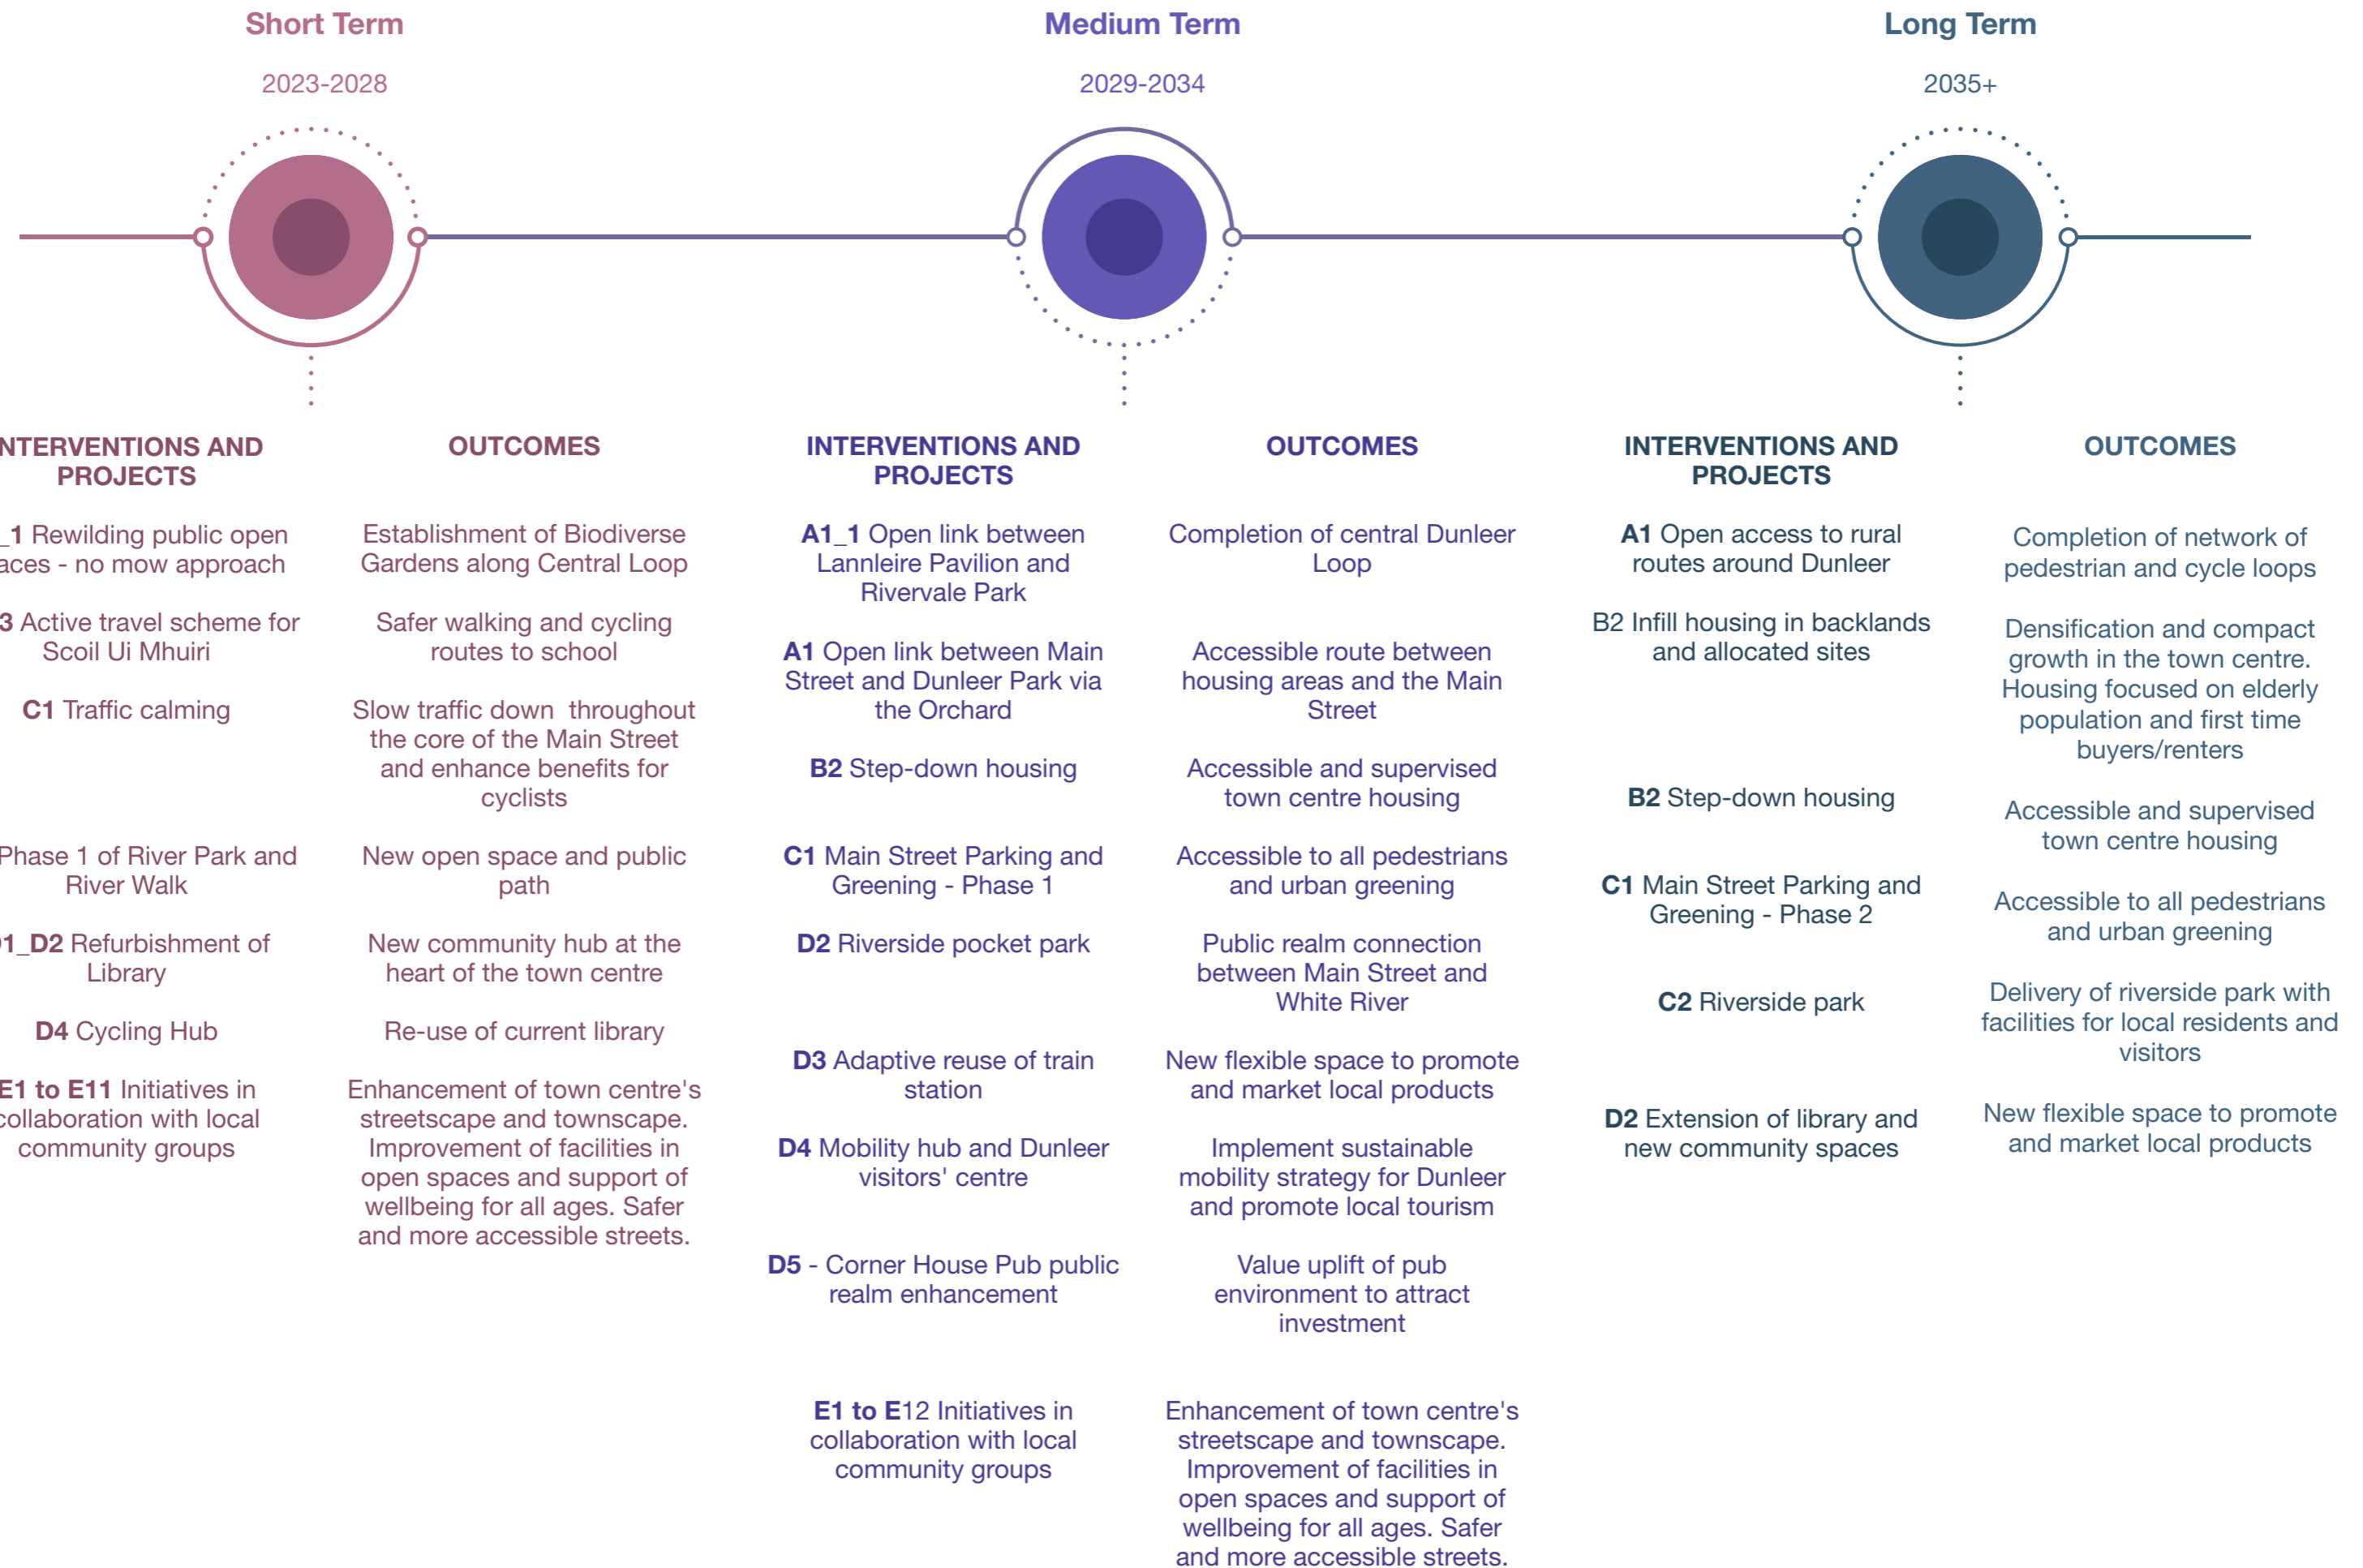 Short Term
2023-2028
INTERVENTIONS AND
PROJECTS
_1 Rewilding public open
aces - no mow approach
3 Active travel scheme for
Scoil Ui Mhuiri
C1 Traffic calming
Phase 1 of River Park and
River Walk
1_D2 Refurbishment of
Library
D4 Cycling Hub
E1 to E11 Initiatives in
collaboration with local
community groups
OUTCOMES
Establishment of Biodiverse
Gardens along Central Loop
Safer walking and cycling
routes to school
Slow traffic down  throughout
the core of the Main Street
and enhance benefits for
cyclists
New open space and public
path
New community hub at the
heart of the town centre
Re-use of current library
Enhancement of town centre's
streetscape and townscape.
Improvement of facilities in
open spaces and support of
wellbeing for all ages. Safer
and more accessible streets.
Medium Term
2029-2034
INTERVENTIONS AND
PROJECTS
A1_1 Open link between
Lannleire Pavilion and
Rivervale Park
A1 Open link between Main
Street and Dunleer Park via
the Orchard
B2 Step-down housing
C1 Main Street Parking and
Greening - Phase 1
D2 Riverside pocket park
D3 Adaptive reuse of train
station
D4 Mobility hub and Dunleer
visitors' centre
D5 - Corner House Pub public
realm enhancement
E1 to E12 Initiatives in
collaboration with local
community groups
OUTCOMES
Completion of central Dunleer
Loop
Accessible route between
housing areas and the Main
Street
Accessible and supervised
town centre housing
Accessible to all pedestrians
and urban greening
Public realm connection
between Main Street and
White River
New flexible space to promote
and market local products
Implement sustainable
mobility strategy for Dunleer
and promote local tourism
Value uplift of pub
environment to attract
investment
Enhancement of town centre's
streetscape and townscape.
Improvement of facilities in
open spaces and support of
wellbeing for all ages. Safer
and more accessible streets.
Long Term
2035+
INTERVENTIONS AND
PROJECTS
A1 Open access to rural
routes around Dunleer
B2 Infill housing in backlands
and allocated sites
B2 Step-down housing
C1 Main Street Parking and
Greening - Phase 2
C2 Riverside park
D2 Extension of library and
new community spaces
OUTCOMES
Completion of network of
pedestrian and cycle loops
Densification and compact
growth in the town centre.
Housing focused on elderly
population and first time
buyers/renters
Accessible and supervised
town centre housing
Accessible to all pedestrians
and urban greening
Delivery of riverside park with
facilities for local residents and
visitors
New flexible space to promote
and market local products